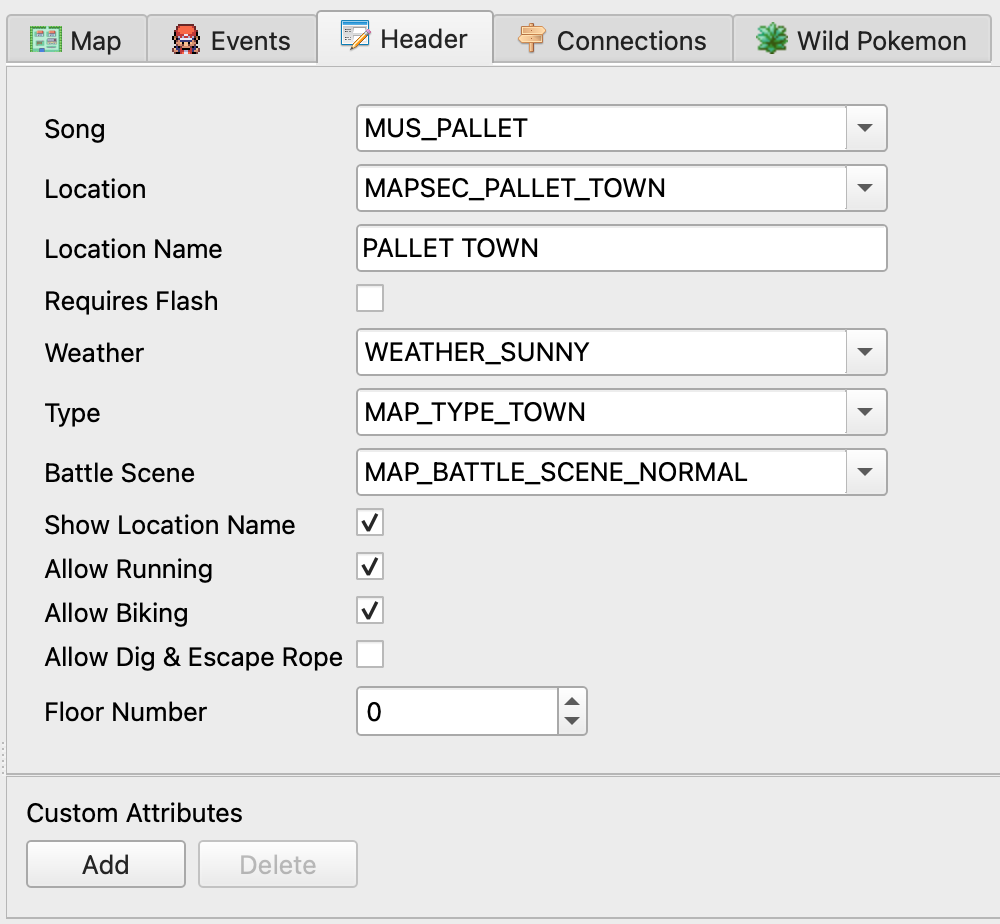 Map Events Header Connections Wild Pokemon
Song MUS_PALLET
Location MAPSEC_PALLET_TOWN
Location Name PALLET TOWN
Requires Flash
Weather WEATHER_SUNNY
Type MAP_TYPE_TOWN
Battle Scene MAP_BATTLE_SCENE_NORMAL
Show Location Name
Allow Running
Allow Biking
Allow Dig & Escape Rope
Floor Number 0
Custom Attributes
Add Delete